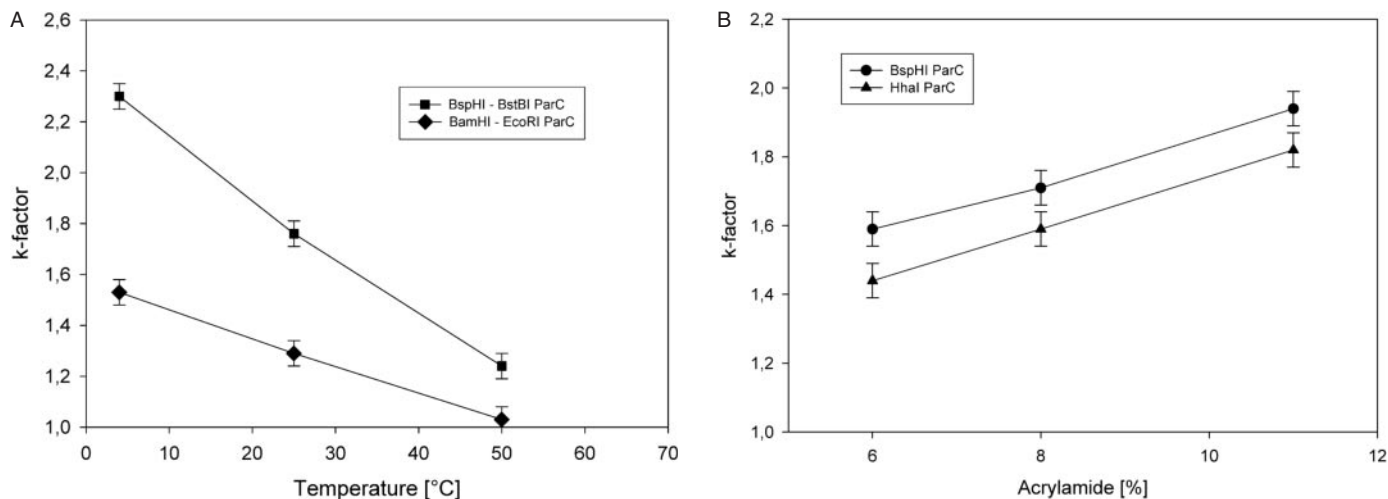 A
2,6
2,4
2,2
2,0
1,8
1,6
1,4
1,2
1,0
k-factor
BspHI - BstBI ParC
BamHI - EcoRI ParC
0 10 20 30 40 50 60 70
Temperature [°C]
B
2,2
2,0
1,8
1,6
1,4
1,2
1,0
k-factor
BspHI ParC
HhaI ParC
6 8 10 12
Acrylamide [%]